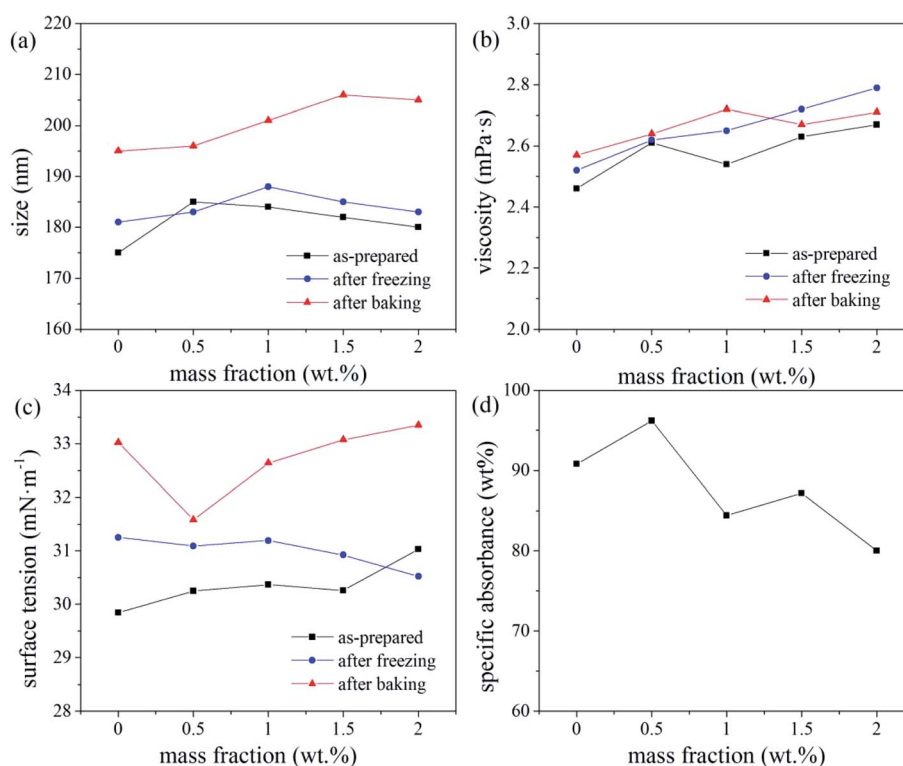 (a)
220
210
200
190
180
170
160
size (nm)
as-prepared
after freezing
after baking
0 0.5 1 1.5 2
mass fraction (wt.%)
(b)
3.0
2.8
2.6
2.4
2.2
2.0
viscosity (mPa·s)
as-prepared
after freezing
after baking
0 0.5 1 1.5 2
mass fraction (wt.%)
(c)
34
33
32
31
30
29
28
surface tension (mN·m⁻¹)
as-prepared
after freezing
after baking
0 0.5 1 1.5 2
mass fraction (wt.%)
(d)
100
90
80
70
60
specific absorbance (wt%)
0 0.5 1 1.5 2
mass fraction (wt.%)